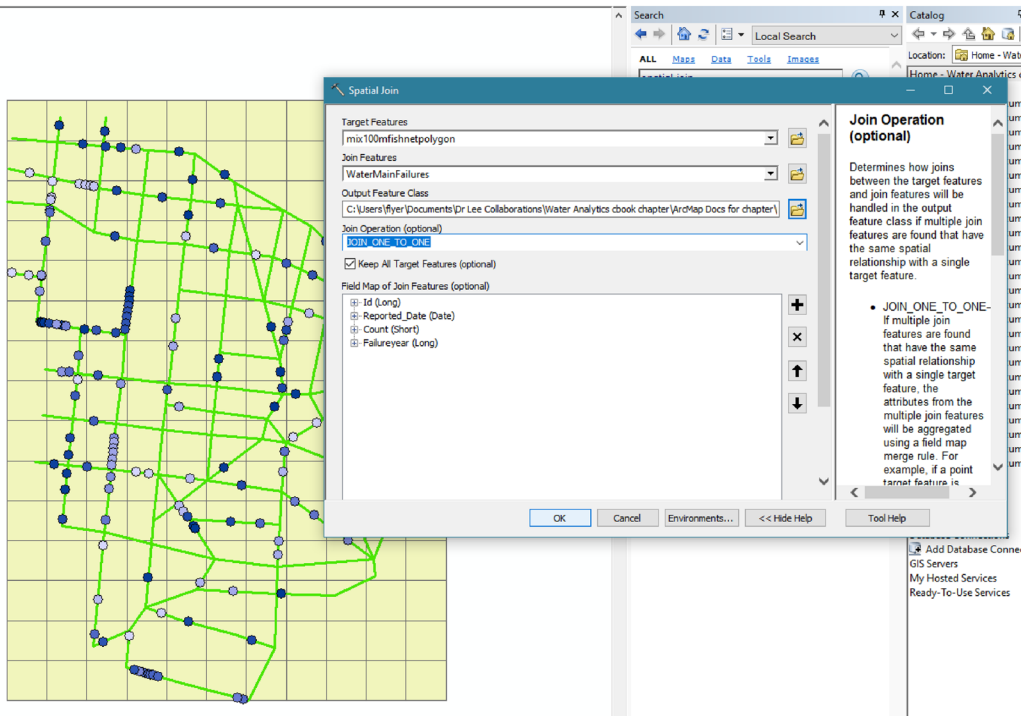 Search
Catalog
Local Search
Location:
Home - Wate
ALL Maps Data Tools Images
Home - Water Analytics c
Spatial Join
Target Features
mix100mfishnetpolygon
Join Features
WaterMainFailures
Output Feature Class
C:\Users\flyer\Documents\Dr Lee Collaborations\Water Analytics cbook chapter\ArcMap Docs for chapter\
Join Operation (optional)
JOIN_ONE_TO_ONE
Keep All Target Features (optional)
Field Map of Join Features (optional)
Id (Long)
Reported_Date (Date)
Count (Short)
Failureyear (Long)
OK
Cancel
Environments...
<< Hide Help
Tool Help
Join Operation
(optional)
Determines how joins
between the target features
and join features will be
handled in the output
feature class if multiple join
features are found that have
the same spatial
relationship with a single
target feature.
• JOIN_ONE_TO_ONE-
If multiple join
features are found
that have the same
spatial relationship
with a single target
feature, the
attributes from the
multiple join features
will be aggregated
using a field map
merge rule. For
example, if a point
target feature is
Add Database Connec
GIS Servers
My Hosted Services
Ready-To-Use Services